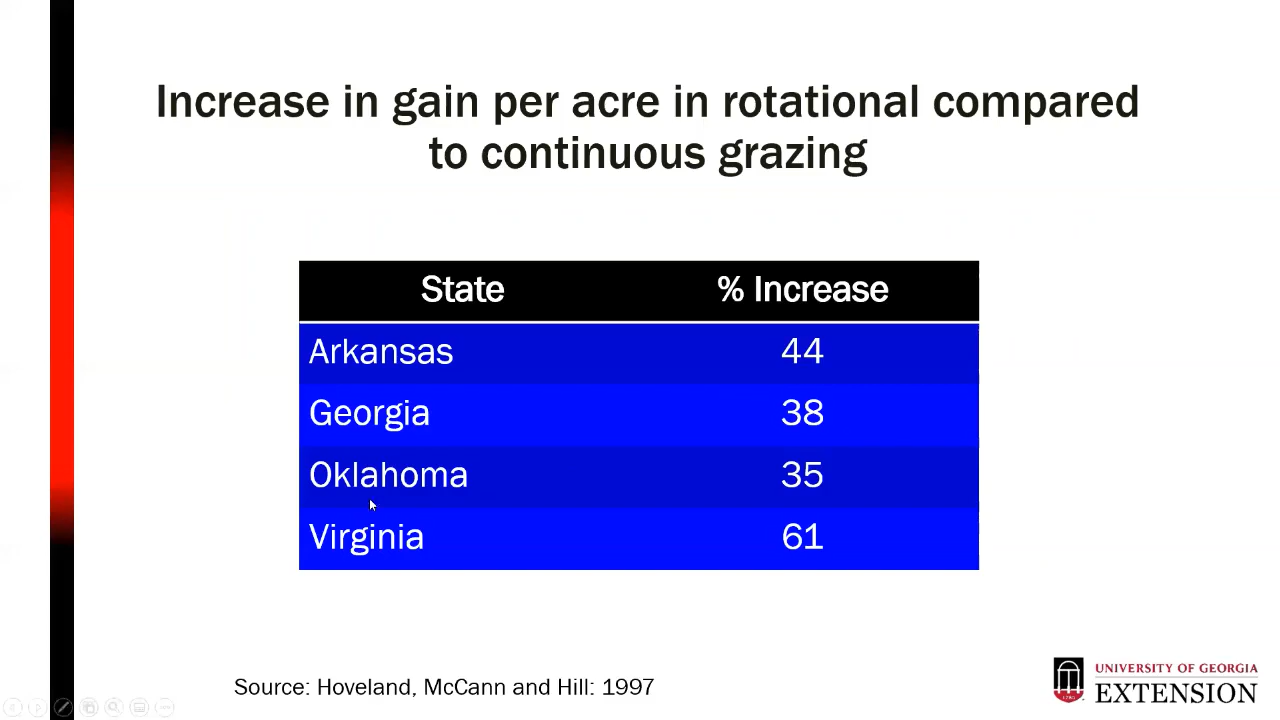 Increase in gain per acre in rotational compared
to continuous grazing
State % Increase
Arkansas 44
Georgia 38
Oklahoma 35
Virginia 61
Source: Hoveland, McCann and Hill: 1997
UNIVERSITY OF GEORGIA
EXTENSION